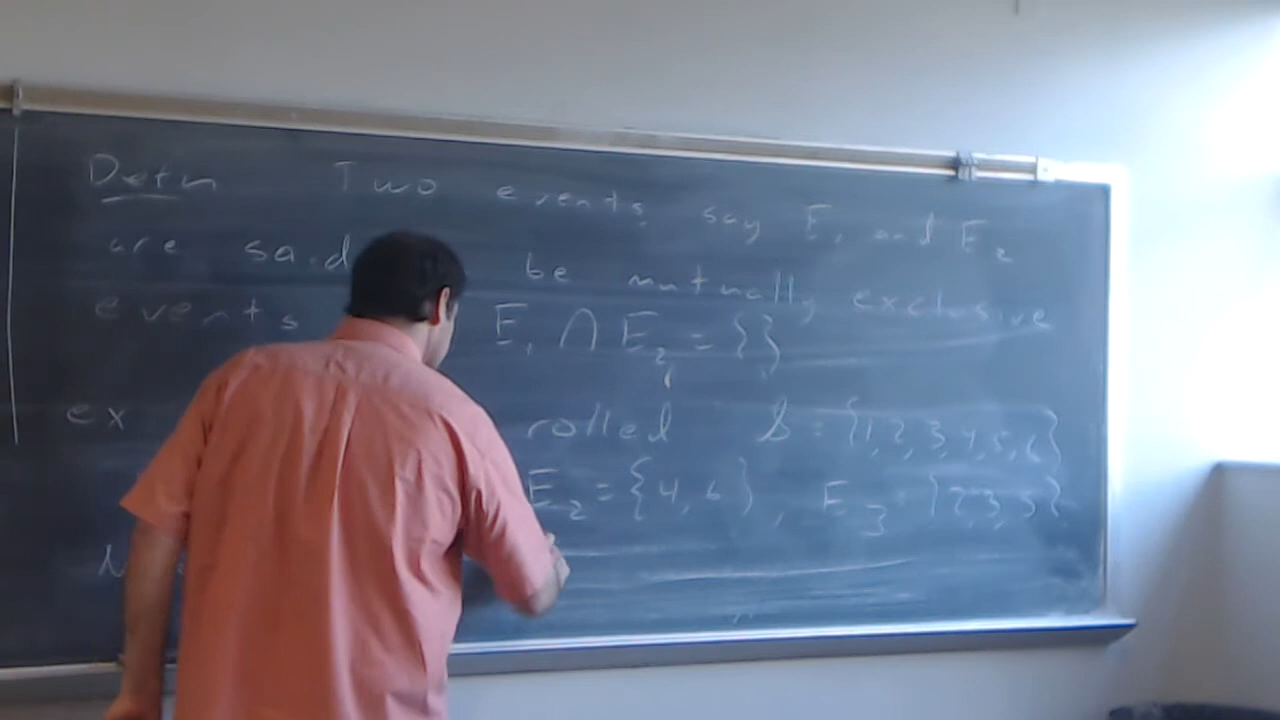 Defn Two events, say E₁ and E₂
are said be mutually exclusive
events E₁ ∩ E₂ = { }
ex rolled S = {1, 2, 3, 4, 5, 6}
E₂ = {4, 6}, E₃ = {2, 3, 5}